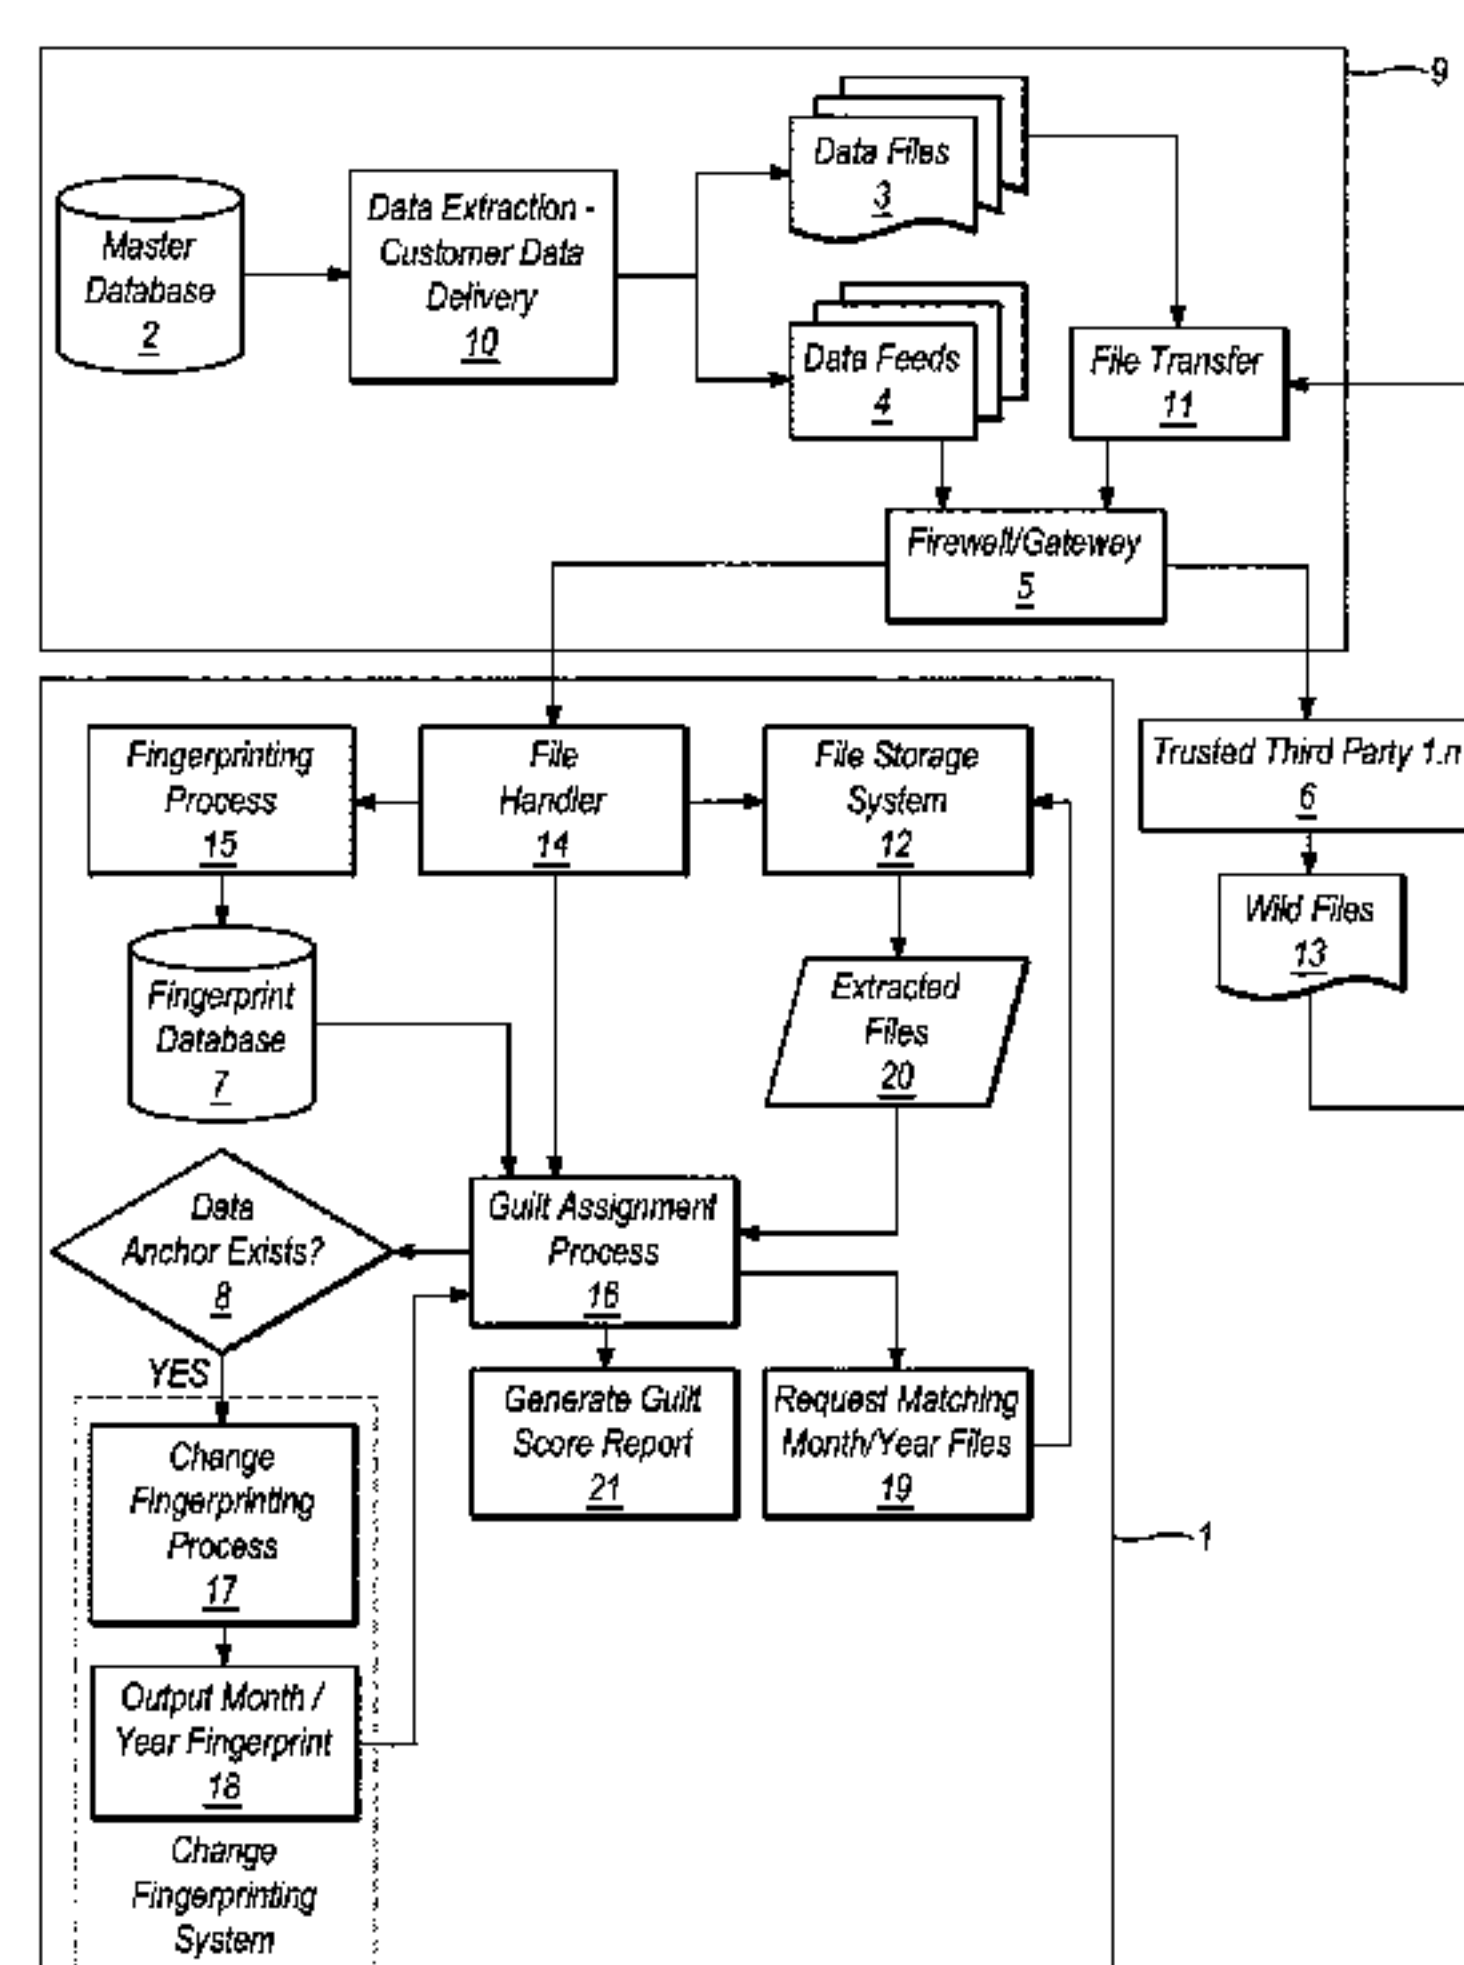 9
Data Files
3
Master
Database
2
Data Extraction -
Customer Data
Delivery
10
Data Feeds
4
File Transfer
11
Firewall/Gateway
5
Fingerprinting
Process
15
File
Handler
14
File Storage
System
12
Trusted Third Party 1.n
6
Wild Files
13
Fingerprint
Database
7
Extracted
Files
20
Data
Anchor Exists?
8
Guilt Assignment
Process
16
YES
Generate Guilt
Score Report
21
Request Matching
Month/Year Files
19
Change
Fingerprinting
Process
17
1
Output Month /
Year Fingerprint
18
Change
Fingerprinting
System